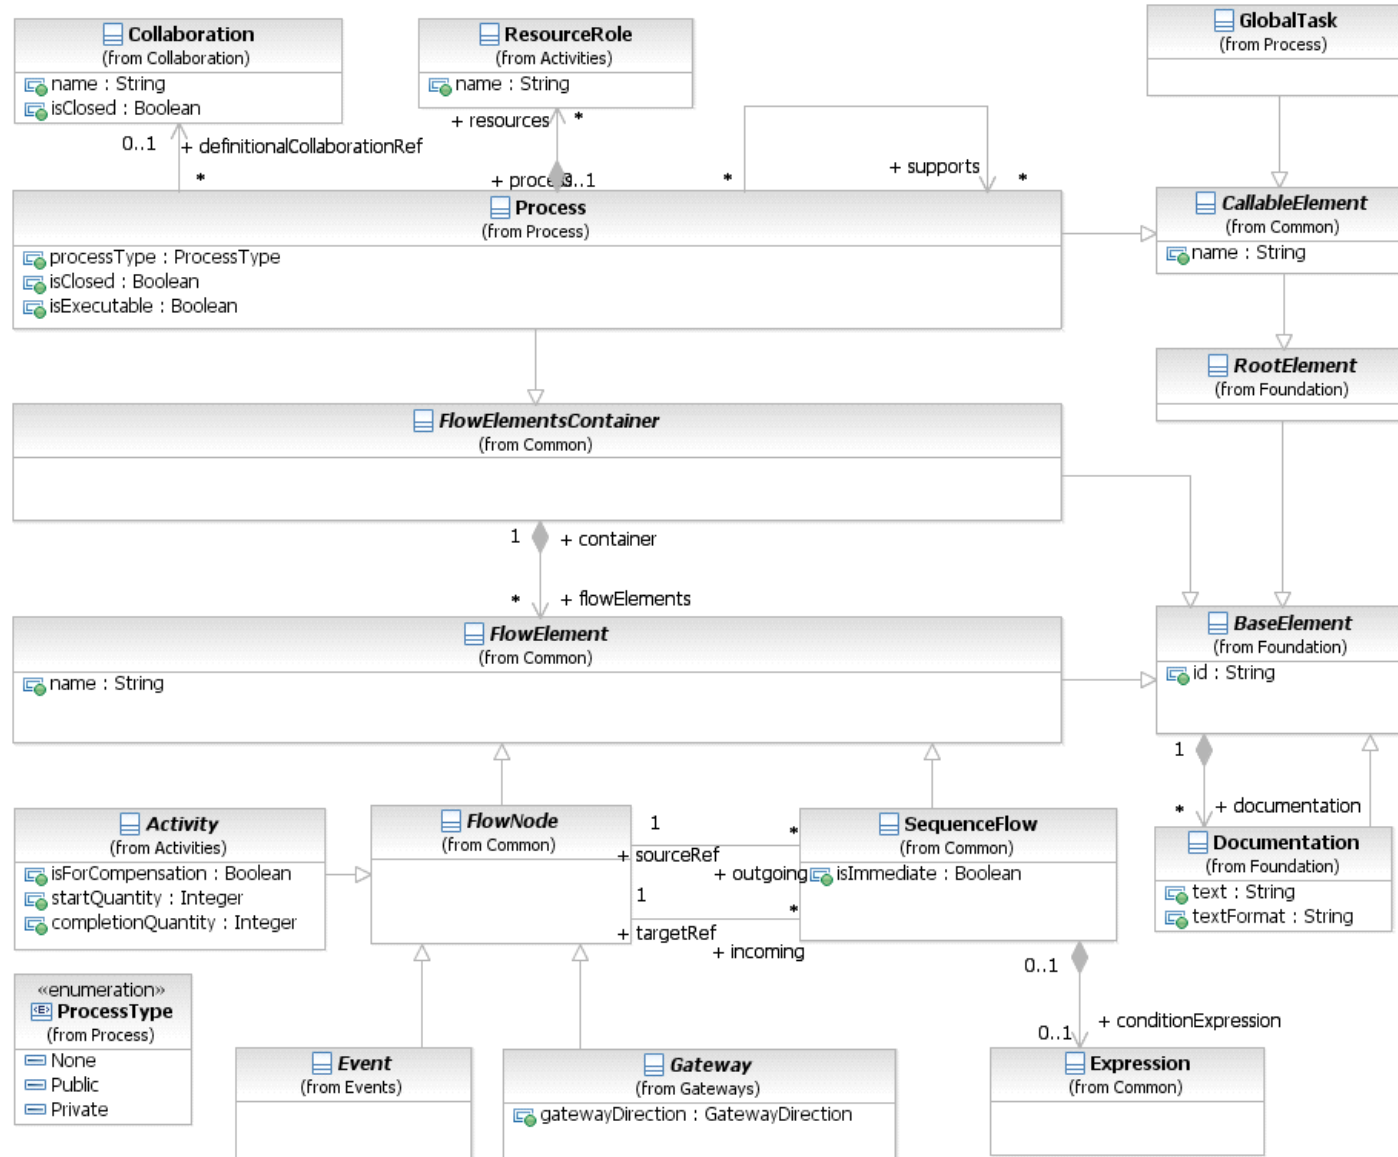 Collaboration
(from Collaboration)
name : String
isClosed : Boolean
ResourceRole
(from Activities)
name : String
GlobalTask
(from Process)
0..1
+ definitionalCollaborationRef
*
+ resources
*
+ process
0..1
*
+ supports
*
Process
(from Process)
processType : ProcessType
isClosed : Boolean
isExecutable : Boolean
CallableElement
(from Common)
name : String
RootElement
(from Foundation)
FlowElementsContainer
(from Common)
1
+ container
*
+ flowElements
FlowElement
(from Common)
name : String
BaseElement
(from Foundation)
id : String
1
*
+ documentation
Activity
(from Activities)
isForCompensation : Boolean
startQuantity : Integer
completionQuantity : Integer
FlowNode
(from Common)
1
*
+ sourceRef
+ outgoing
1
*
+ targetRef
+ incoming
SequenceFlow
(from Common)
isImmediate : Boolean
Documentation
(from Foundation)
text : String
textFormat : String
0..1
0..1
+ conditionExpression
«enumeration»
ProcessType
(from Process)
None
Public
Private
Event
(from Events)
Gateway
(from Gateways)
gatewayDirection : GatewayDirection
Expression
(from Common)